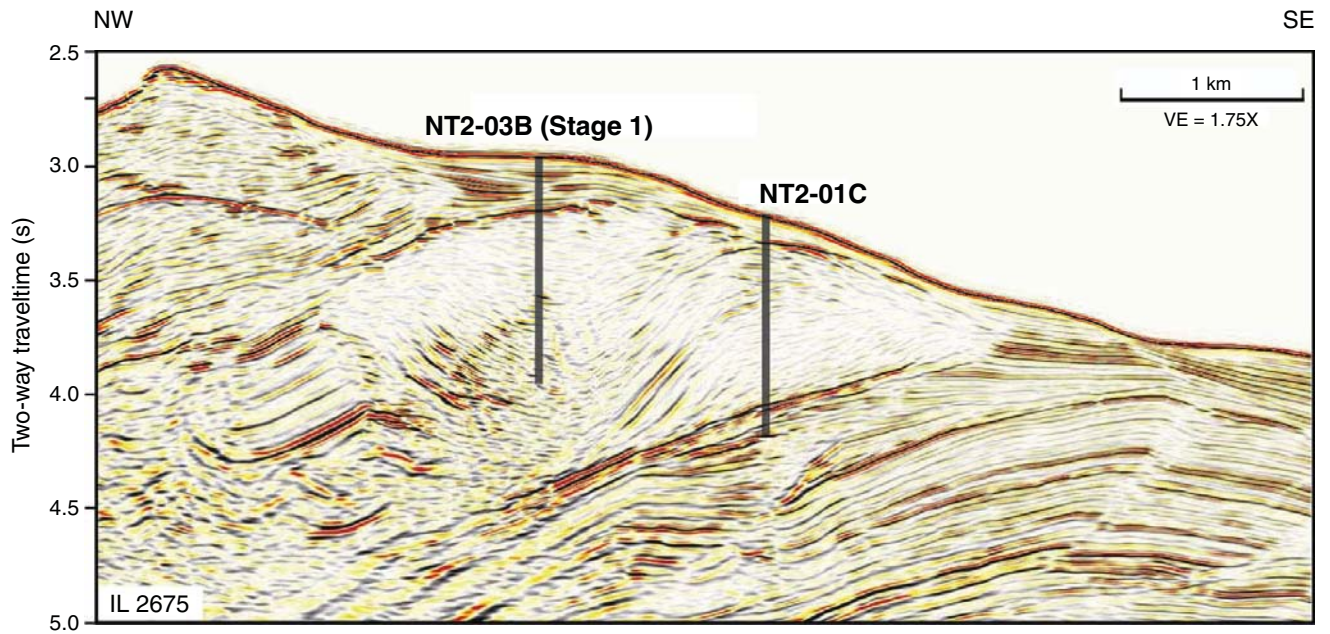 NW
SE
2.5
1 km
VE = 1.75X
NT2-03B (Stage 1)
3.0
NT2-01C
3.5
Two-way traveltime (s)
4.0
4.5
IL 2675
5.0